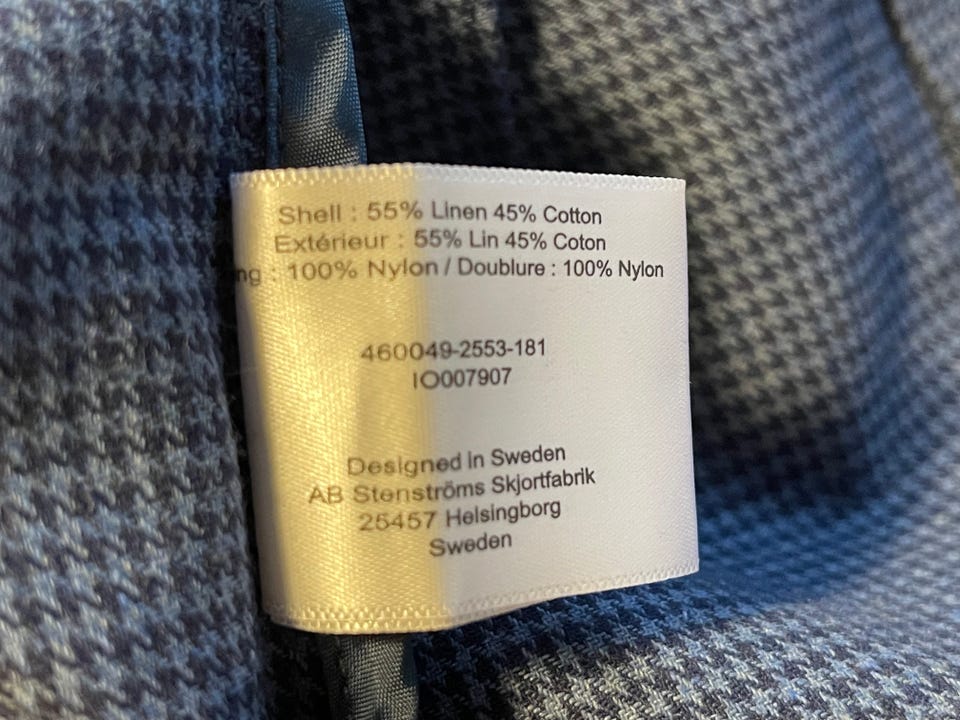 Shell : 55% Linen 45% Cotton
Extérieur : 55% Lin 45% Coton
ng : 100% Nylon / Doublure : 100% Nylon
460049-2553-181
IO007907
Designed in Sweden
AB Stenströms Skjortfabrik
25457 Helsingborg
Sweden